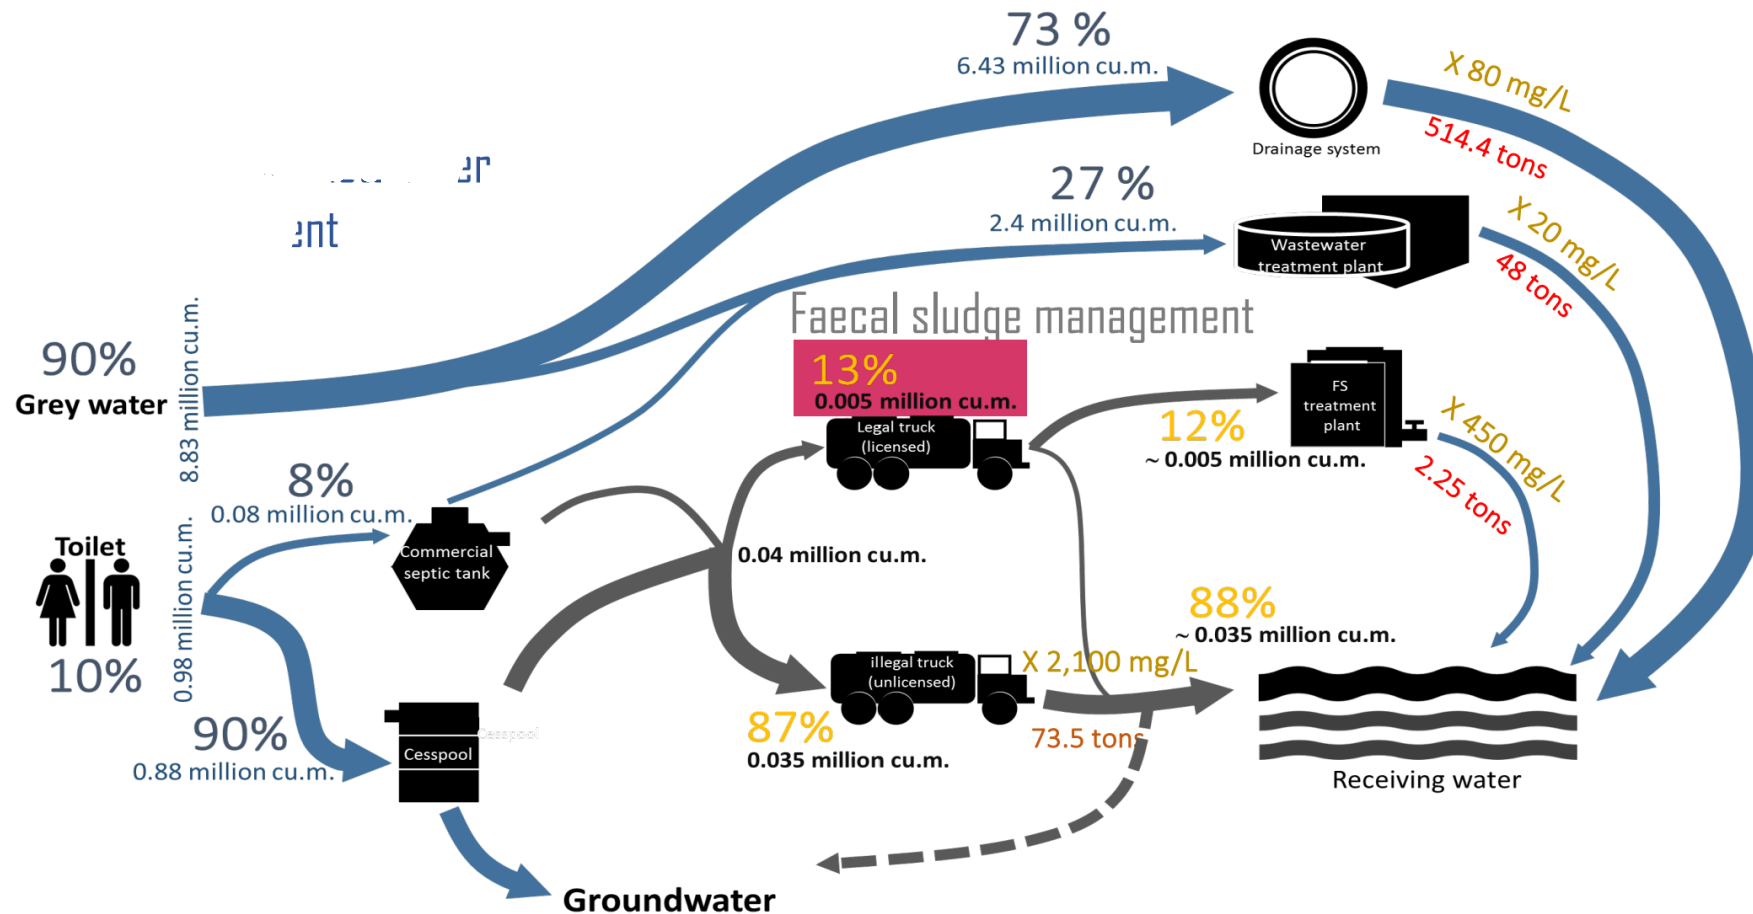 73 %
6.43 million cu.m.
X 80 mg/L
514.4 tons
Drainage system
27 %
2.4 million cu.m.
Wastewater
treatment plant
X 20 mg/L
48 tons
90%
Grey water
8.83 million cu.m.
Faecal sludge management
13%
0.005 million cu.m.
Legal truck
(licensed)
12%
~ 0.005 million cu.m.
FS
treatment
plant
X 450 mg/L
2.25 tons
8%
0.08 million cu.m.
Commercial
septic tank
Toilet
10%
0.98 million cu.m.
0.04 million cu.m.
88%
~ 0.035 million cu.m.
illegal truck
(unlicensed)
X 2,100 mg/L
73.5 tons
87%
0.035 million cu.m.
90%
0.88 million cu.m.
Cesspool
Cesspool
Receiving water
Groundwater